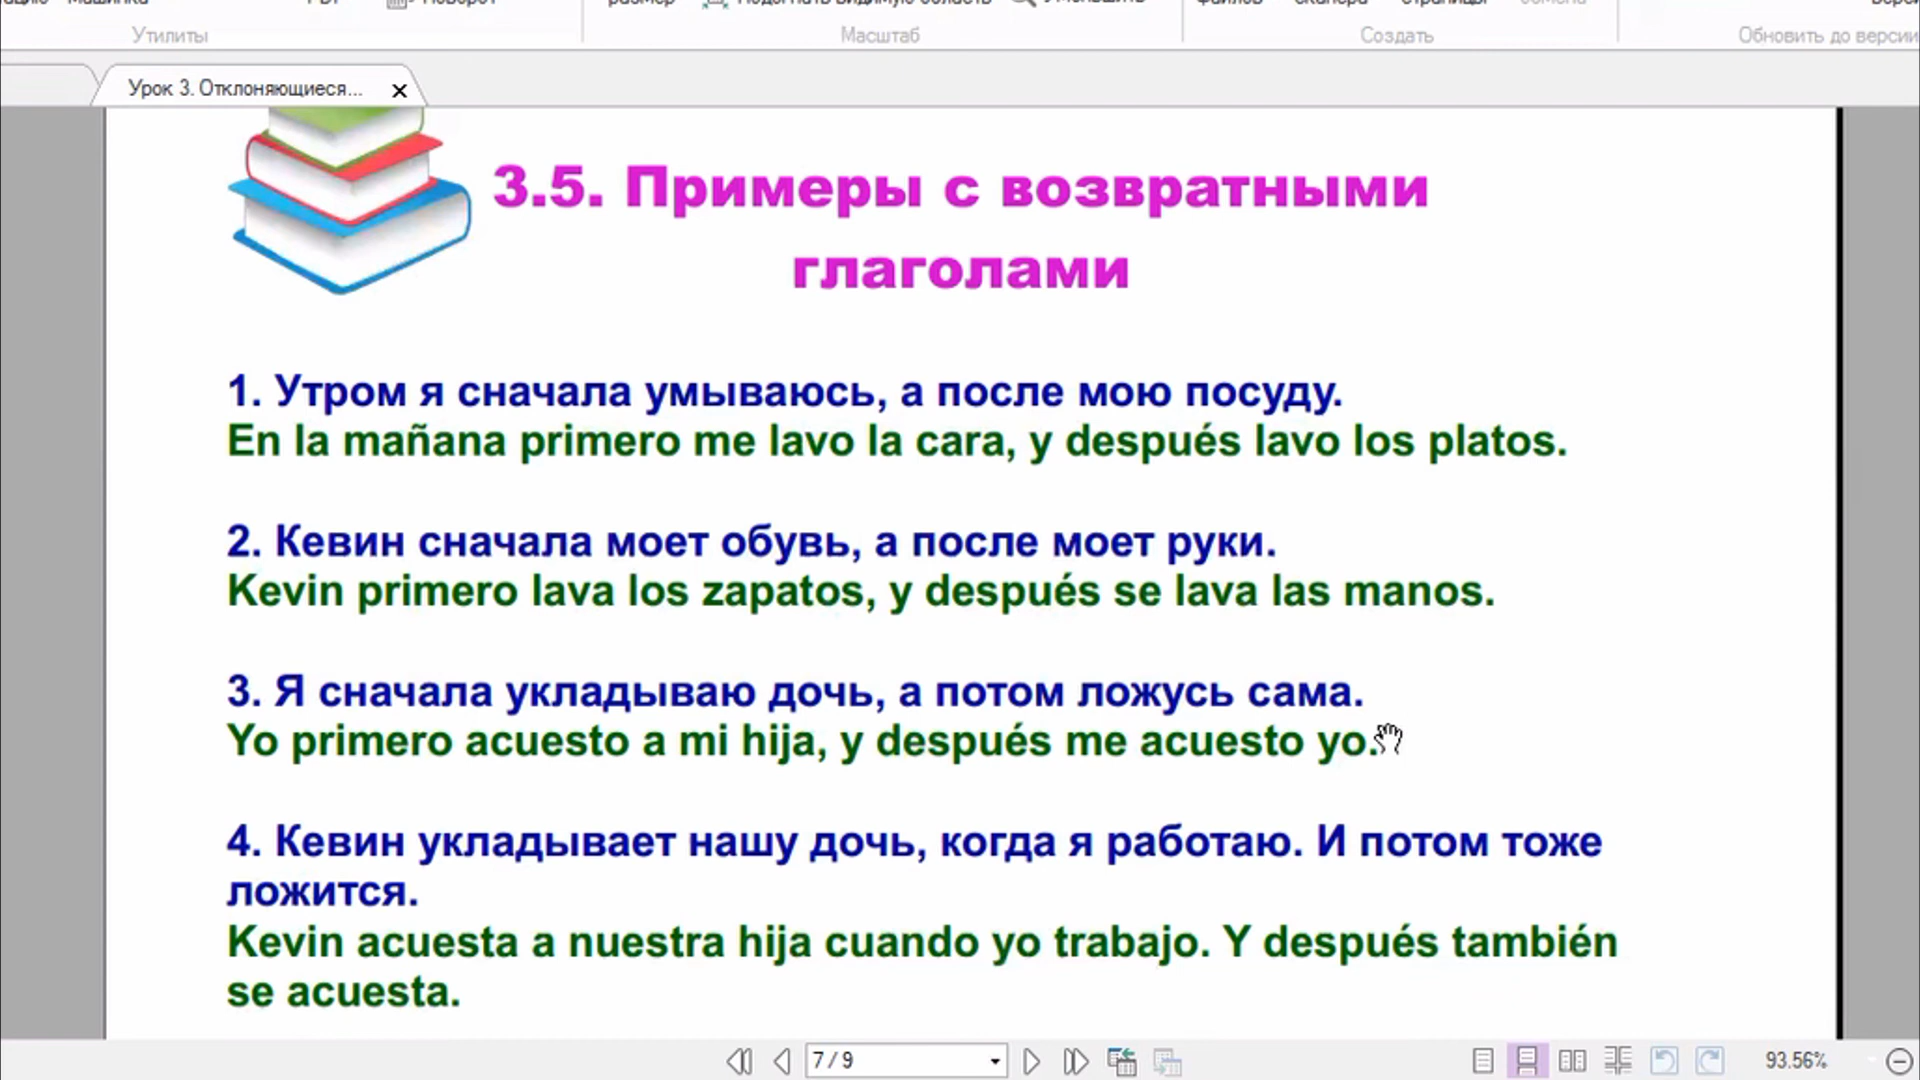 Утилиты
Масштаб
Создать
Обновить до версии
Урок 3. Отклоняющиеся...
3.5. Примеры с возвратными
глаголами
1. Утром я сначала умываюсь, а после мою посуду.
En la mañana primero me lavo la cara, y después lavo los platos.
2. Кевин сначала моет обувь, а после моет руки.
Kevin primero lava los zapatos, y después se lava las manos.
3. Я сначала укладываю дочь, а потом ложусь сама.
Yo primero acuesto a mi hija, y después me acuesto yo.
4. Кевин укладывает нашу дочь, когда я работаю. И потом тоже
ложится.
Kevin acuesta a nuestra hija cuando yo trabajo. Y después también
se acuesta.
7 / 9
93.56%